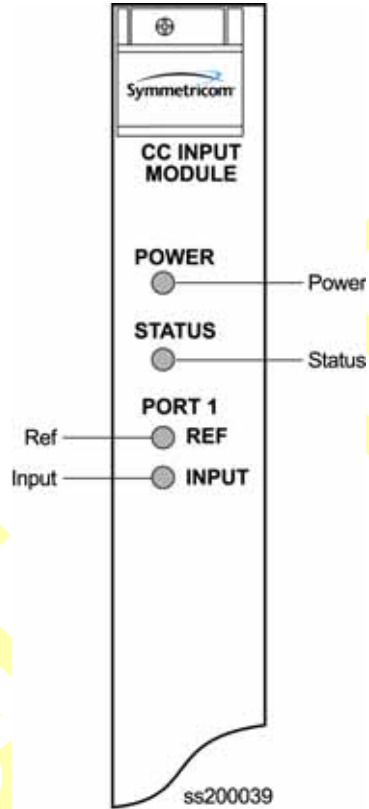 Symmetricom
CC INPUT
MODULE
POWER
Power
STATUS
Status
PORT 1
Ref
REF
Input
INPUT
ss200039